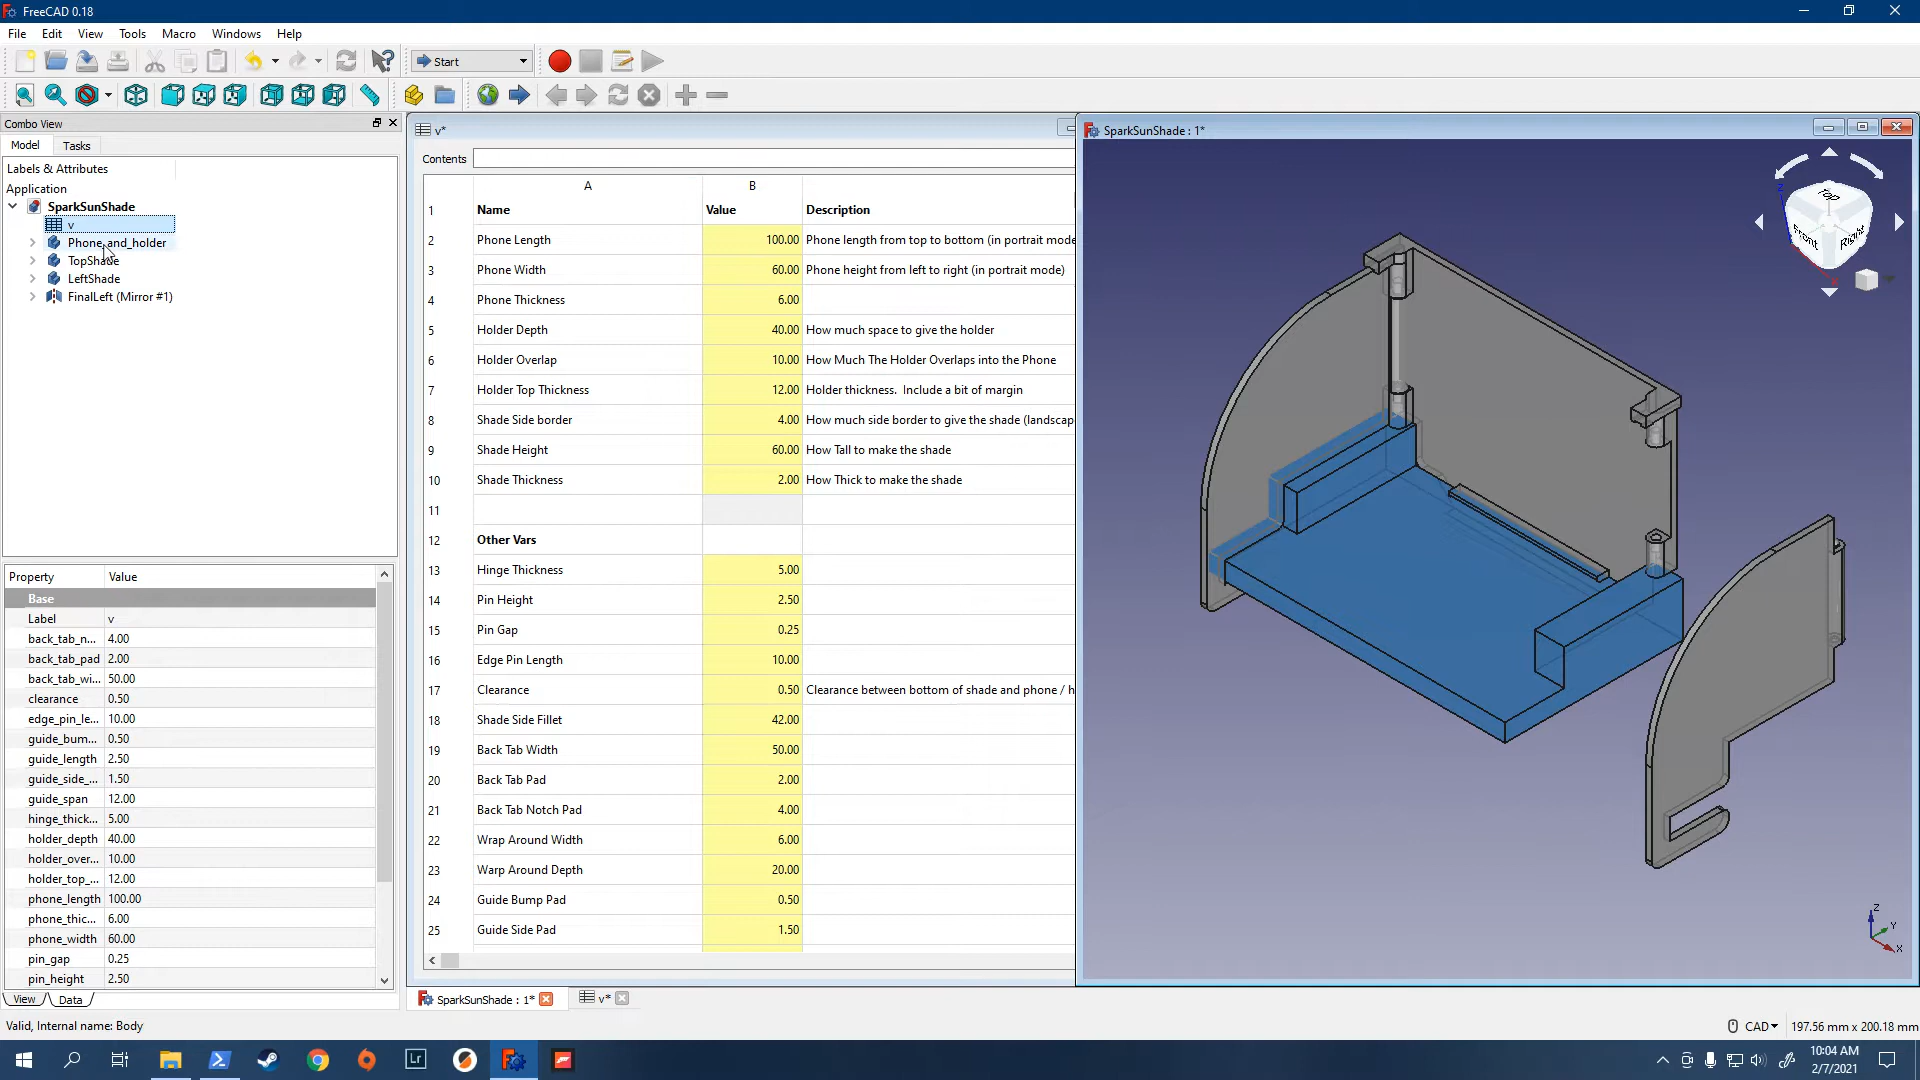 FreeCAD 0.18
File Edit View Tools Macro Windows Help
Start
Combo View
Model Tasks
Labels & Attributes
Application
SparkSunShade
v
Phone_and_holder
TopShade
LeftShade
FinalLeft (Mirror #1)
Property Value
Base
Label v
back_tab_n... 4.00
back_tab_pad 2.00
back_tab_wi... 50.00
clearance 0.50
edge_pin_le... 10.00
guide_bum... 0.50
guide_length 2.50
guide_side_... 1.50
guide_span 12.00
hinge_thick... 5.00
holder_depth 40.00
holder_over... 10.00
holder_top_... 12.00
phone_length 100.00
phone_thic... 6.00
phone_width 60.00
pin_gap 0.25
pin_height 2.50
View Data
v*
Contents
A B
1 Name Value Description
2 Phone Length 100.00 Phone length from top to bottom (in portrait mode
3 Phone Width 60.00 Phone height from left to right (in portrait mode)
4 Phone Thickness 6.00
5 Holder Depth 40.00 How much space to give the holder
6 Holder Overlap 10.00 How Much The Holder Overlaps into the Phone
7 Holder Top Thickness 12.00 Holder thickness. Include a bit of margin
8 Shade Side border 4.00 How much side border to give the shade (landscap
9 Shade Height 60.00 How Tall to make the shade
10 Shade Thickness 2.00 How Thick to make the shade
11
12 Other Vars
13 Hinge Thickness 5.00
14 Pin Height 2.50
15 Pin Gap 0.25
16 Edge Pin Length 10.00
17 Clearance 0.50 Clearance between bottom of shade and phone / h
18 Shade Side Fillet 42.00
19 Back Tab Width 50.00
20 Back Tab Pad 2.00
21 Back Tab Notch Pad 4.00
22 Wrap Around Width 6.00
23 Warp Around Depth 20.00
24 Guide Bump Pad 0.50
25 Guide Side Pad 1.50
SparkSunShade : 1*
Top
Front
Right
Z
Z
Y
X
SparkSunShade : 1* v*
Valid, Internal name: Body
CAD 197.56 mm x 200.18 mm
Lr
10:04 AM
2/7/2021